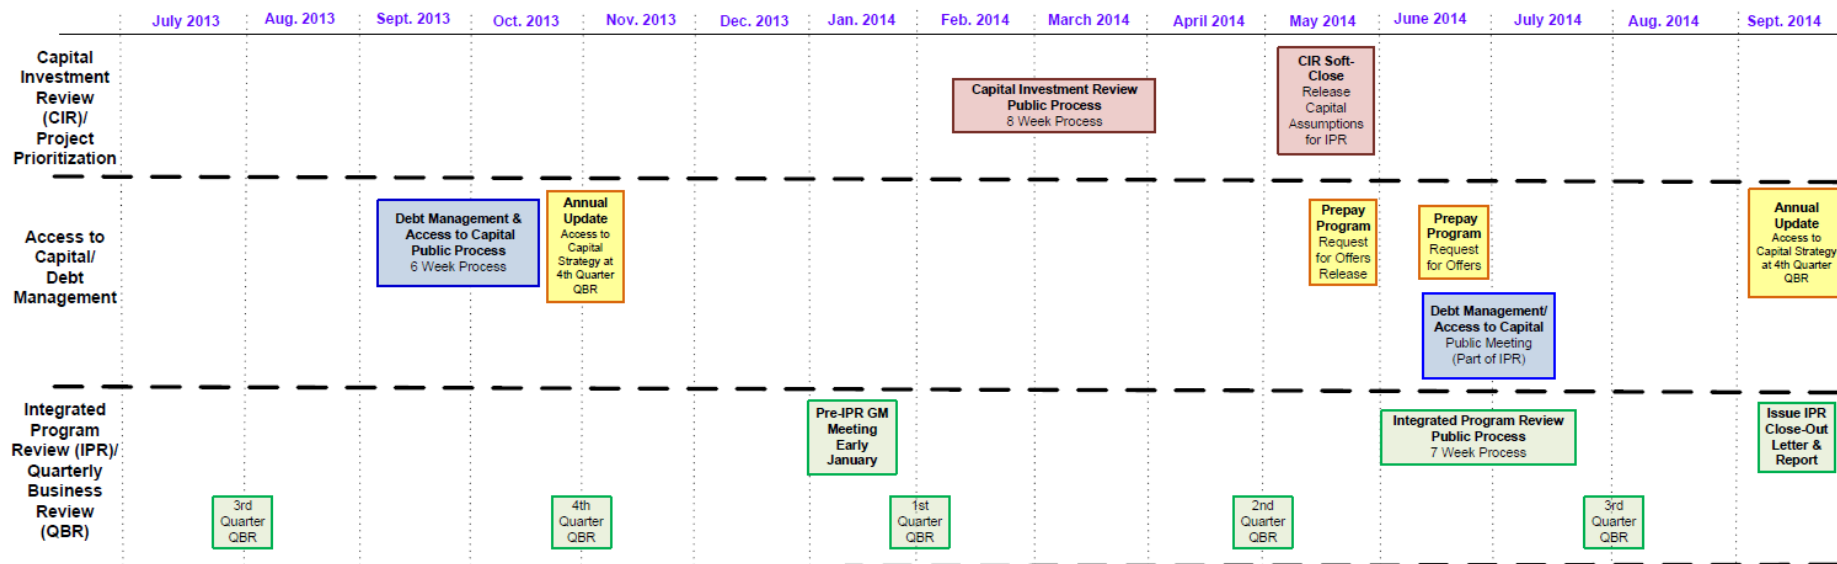 July 2013
Aug. 2013
Sept. 2013
Oct. 2013
Nov. 2013
Dec. 2013
Jan. 2014
Feb. 2014
March 2014
April 2014
May 2014
June 2014
July 2014
Aug. 2014
Sept. 2014
Capital
Investment
Review
(CIR)/
Project
Prioritization
Capital Investment Review
Public Process
8 Week Process
CIR Soft-
Close
Release
Capital
Assumptions
for IPR
Access to
Capital/
Debt
Management
Debt Management &
Access to Capital
Public Process
6 Week Process
Annual
Update
Access to
Capital
Strategy at
4th Quarter
QBR
Prepay
Program
Request
for Offers
Release
Prepay
Program
Request
for Offers
Debt Management/
Access to Capital
Public Meeting
(Part of IPR)
Annual
Update
Access to
Capital Strategy
at 4th Quarter
QBR
Integrated
Program
Review (IPR)/
Quarterly
Business
Review
(QBR)
Pre-IPR GM
Meeting
Early
January
Integrated Program Review
Public Process
7 Week Process
Issue IPR
Close-Out
Letter &
Report
3rd
Quarter
QBR
4th
Quarter
QBR
1st
Quarter
QBR
2nd
Quarter
QBR
3rd
Quarter
QBR